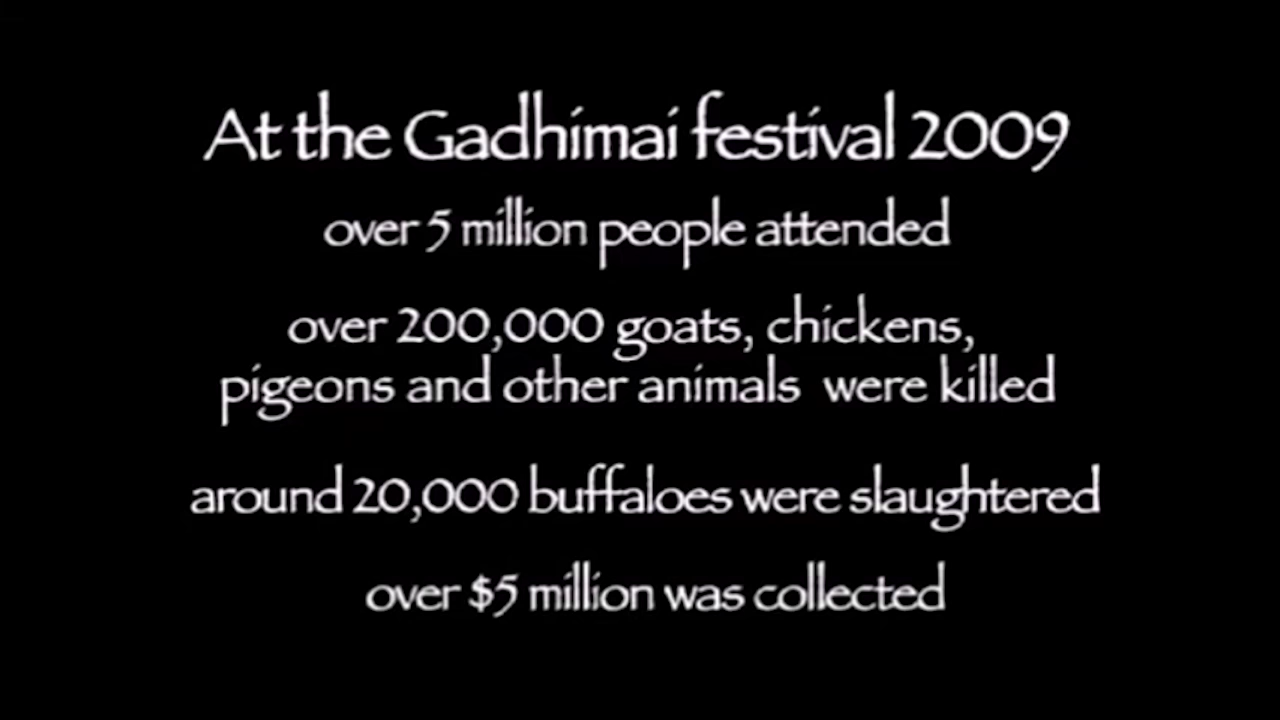 At the Gadhimai festival 2009
over 5 million people attended
over 200,000 goats, chickens,
pigeons and other animals were killed
around 20,000 buffaloes were slaughtered
over $5 million was collected